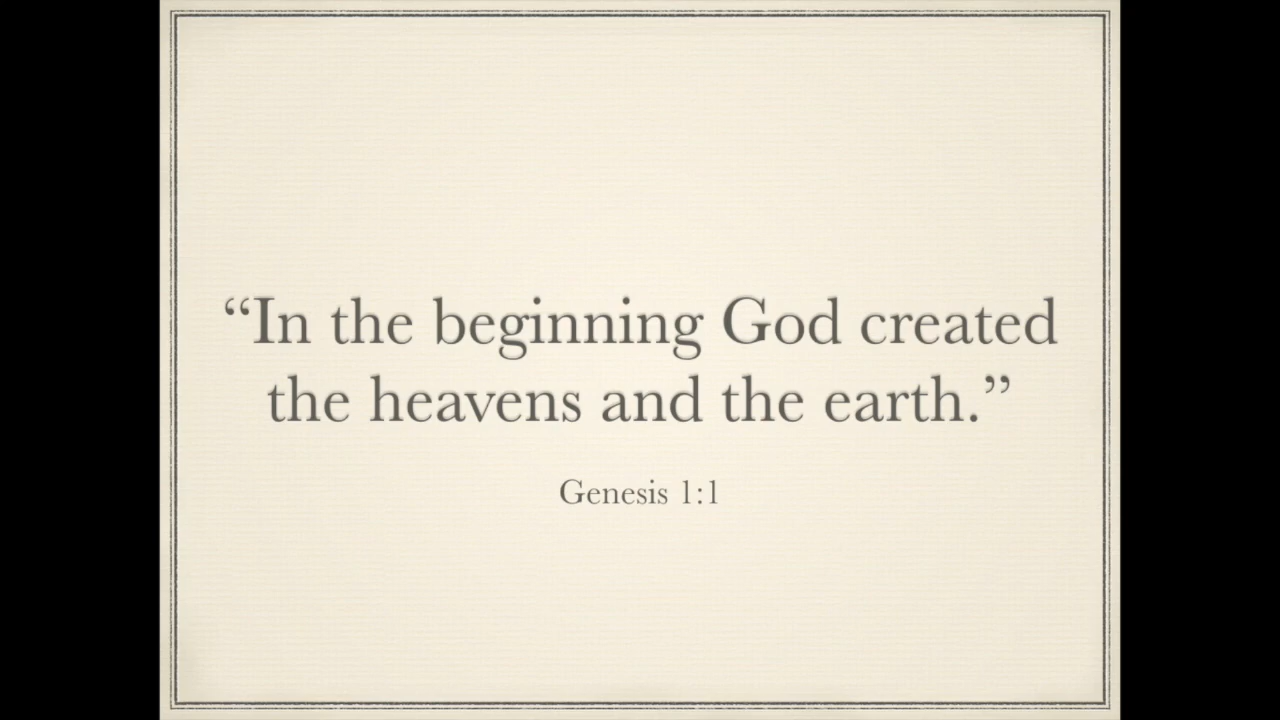 “In the beginning God created
the heavens and the earth.”
Genesis 1:1